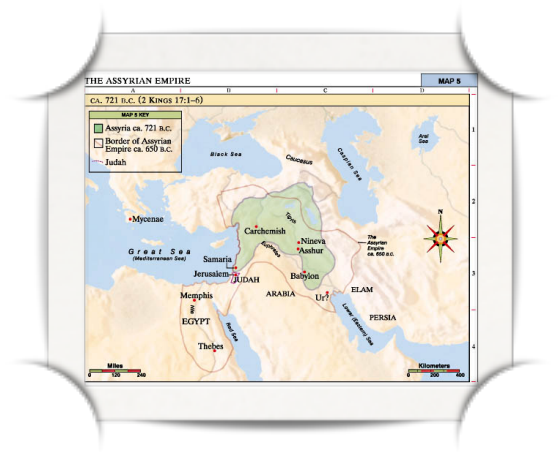 THE ASSYRIAN EMPIRE
MAP 5
A B C D
CA. 721 B.C. (2 KINGS 17:1–6)
MAP 5 KEY
Assyria ca. 721 B.C.
Border of Assyrian
Empire ca. 650 B.C.
Judah
1
Black Sea
Caucasus
Caspian Sea
Aral
Sea
2
Mycenae
Carchemish
Tigris
N
Nineva
Asshur
The
Assyrian
Empire
ca. 650 B.C.
Great Sea
(Mediterranean Sea)
Euphrates
Samaria
Jerusalem
JUDAH
Babylon
3
Memphis
ARABIA
Ur?
ELAM
Nile
EGYPT
Red Sea
Lower (Eastern) Sea
PERSIA
Thebes
4
Miles
0 120 240
Kilometers
0 200 400